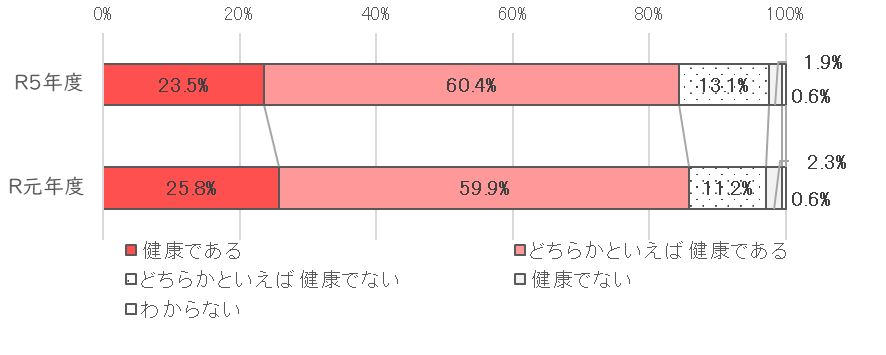 0% 20% 40% 60% 80% 100%
R5年度 23.5% 60.4% 13.1% 1.9% 0.6%
R元年度 25.8% 59.9% 11.2% 2.3% 0.6%
健康である どちらかといえば 健康である
どちらかといえば 健康でない 健康でない
わからない